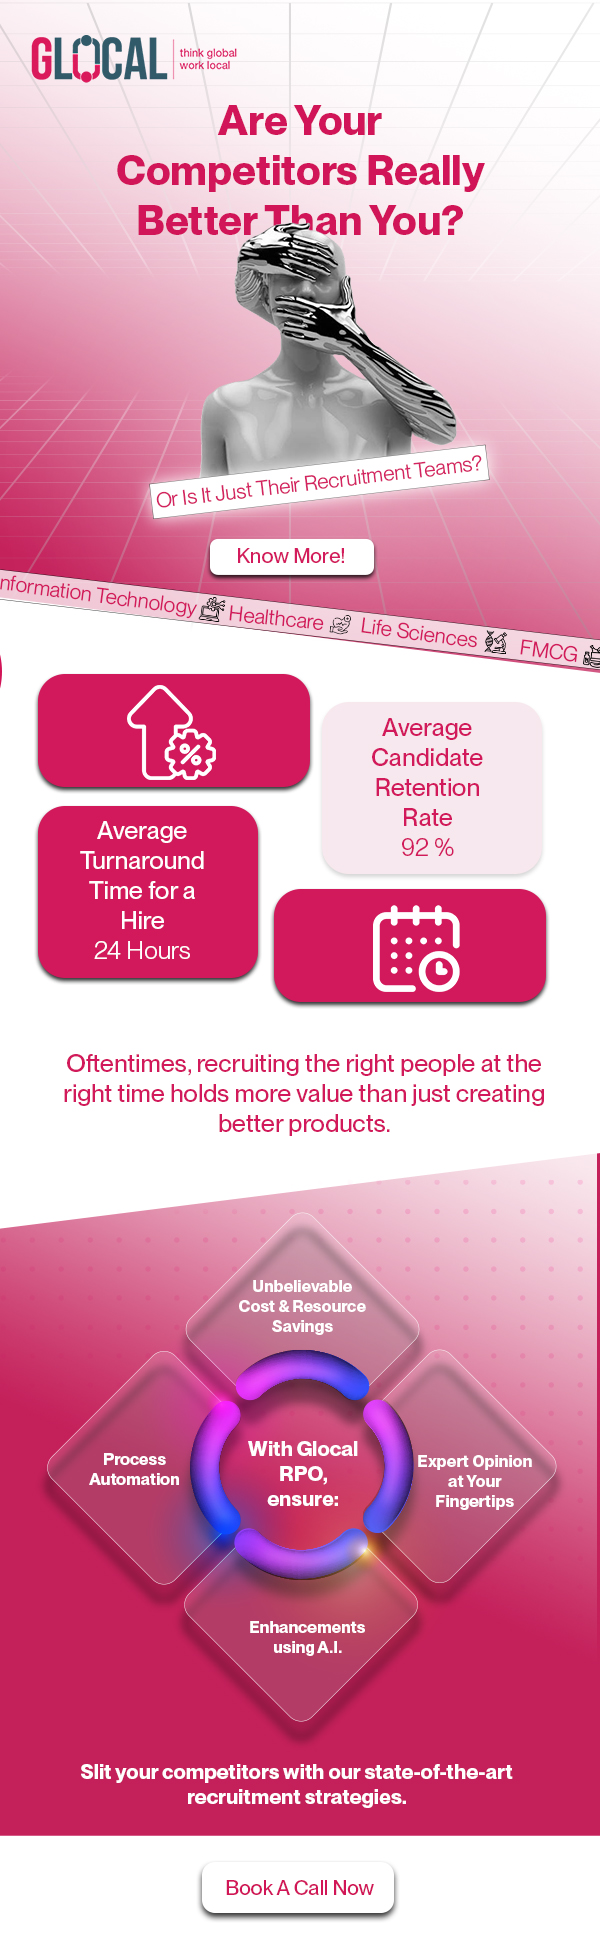 GLOCAL
think global
work local
Are Your
Competitors Really
Better Than You?
Or Is It Just Their Recruitment Teams?
Know More!
nformation Technology Healthcare Life Sciences FMCG
Average
Candidate
Retention
Rate
92 %
Average
Turnaround
Time for a
Hire
24 Hours
Oftentimes, recruiting the right people at the
right time holds more value than just creating
better products.
Unbelievable
Cost & Resource
Savings
Process
Automation
With Glocal
RPO,
ensure:
Expert Opinion
at Your
Fingertips
Enhancements
using A.I.
Slit your competitors with our state-of-the-art
recruitment strategies.
Book A Call Now